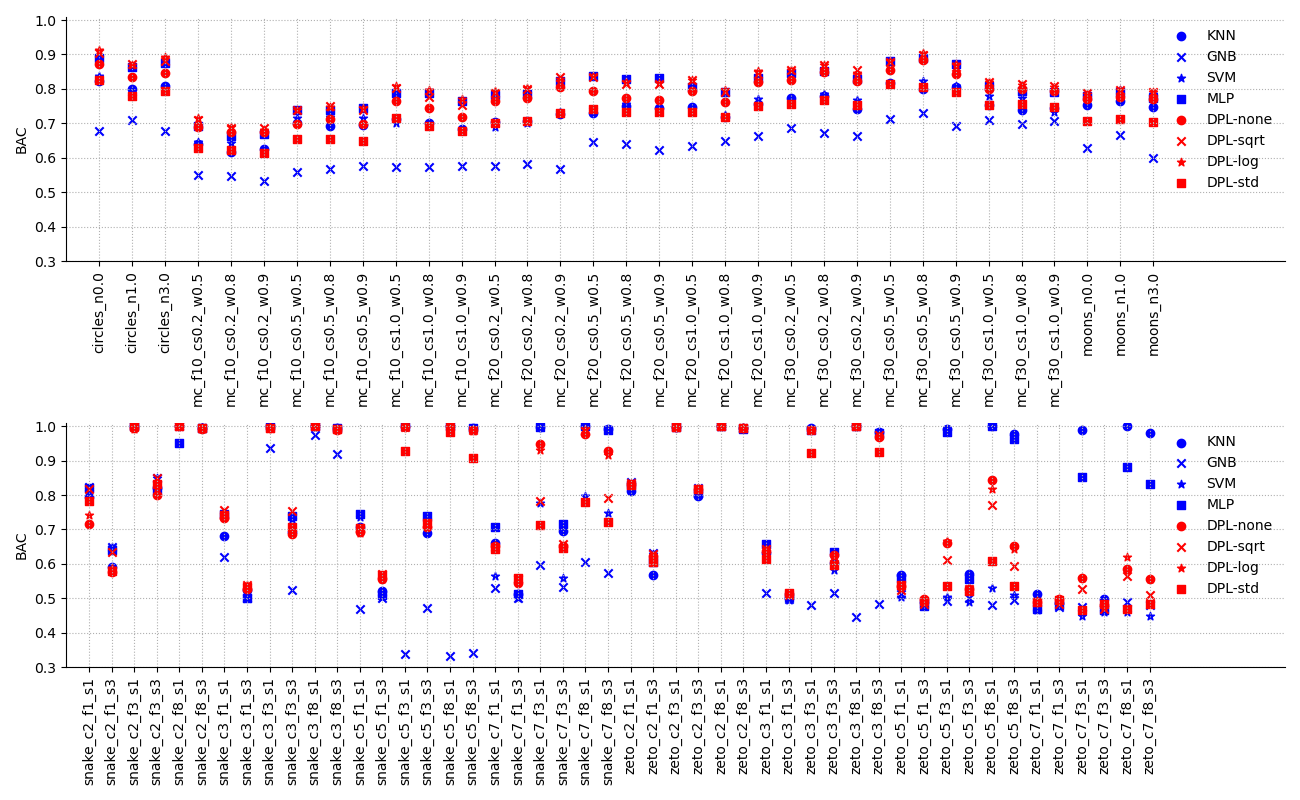 1.0
0.9
0.8
0.7
0.6
0.5
0.4
0.3
BAC
KNN
GNB
SVM
MLP
DPL-none
DPL-sqrt
DPL-log
DPL-std
circles_n0.0
circles_n1.0
circles_n3.0
mc_f10_cs0.2_w0.5
mc_f10_cs0.2_w0.8
mc_f10_cs0.2_w0.9
mc_f10_cs0.5_w0.5
mc_f10_cs0.5_w0.8
mc_f10_cs0.5_w0.9
mc_f10_cs1.0_w0.5
mc_f10_cs1.0_w0.8
mc_f10_cs1.0_w0.9
mc_f20_cs0.2_w0.5
mc_f20_cs0.2_w0.8
mc_f20_cs0.2_w0.9
mc_f20_cs0.5_w0.5
mc_f20_cs0.5_w0.8
mc_f20_cs0.5_w0.9
mc_f20_cs1.0_w0.5
mc_f20_cs1.0_w0.8
mc_f20_cs1.0_w0.9
mc_f30_cs0.2_w0.5
mc_f30_cs0.2_w0.8
mc_f30_cs0.2_w0.9
mc_f30_cs0.5_w0.5
mc_f30_cs0.5_w0.8
mc_f30_cs0.5_w0.9
mc_f30_cs1.0_w0.5
mc_f30_cs1.0_w0.8
mc_f30_cs1.0_w0.9
moons_n0.0
moons_n1.0
moons_n3.0
1.0
0.9
0.8
0.7
0.6
0.5
0.4
0.3
BAC
KNN
GNB
SVM
MLP
DPL-none
DPL-sqrt
DPL-log
DPL-std
snake_c2_f1_s1
snake_c2_f1_s3
snake_c2_f3_s1
snake_c2_f3_s3
snake_c2_f8_s1
snake_c2_f8_s3
snake_c3_f1_s1
snake_c3_f1_s3
snake_c3_f3_s1
snake_c3_f3_s3
snake_c3_f8_s1
snake_c3_f8_s3
snake_c5_f1_s1
snake_c5_f1_s3
snake_c5_f3_s1
snake_c5_f3_s3
snake_c5_f8_s1
snake_c5_f8_s3
snake_c7_f1_s1
snake_c7_f1_s3
snake_c7_f3_s1
snake_c7_f3_s3
snake_c7_f8_s1
snake_c7_f8_s3
zeto_c2_f1_s1
zeto_c2_f1_s3
zeto_c2_f3_s1
zeto_c2_f3_s3
zeto_c2_f8_s1
zeto_c2_f8_s3
zeto_c3_f1_s1
zeto_c3_f1_s3
zeto_c3_f3_s1
zeto_c3_f3_s3
zeto_c3_f8_s1
zeto_c3_f8_s3
zeto_c5_f1_s1
zeto_c5_f1_s3
zeto_c5_f3_s1
zeto_c5_f3_s3
zeto_c5_f8_s1
zeto_c5_f8_s3
zeto_c7_f1_s1
zeto_c7_f1_s3
zeto_c7_f3_s1
zeto_c7_f3_s3
zeto_c7_f8_s1
zeto_c7_f8_s3